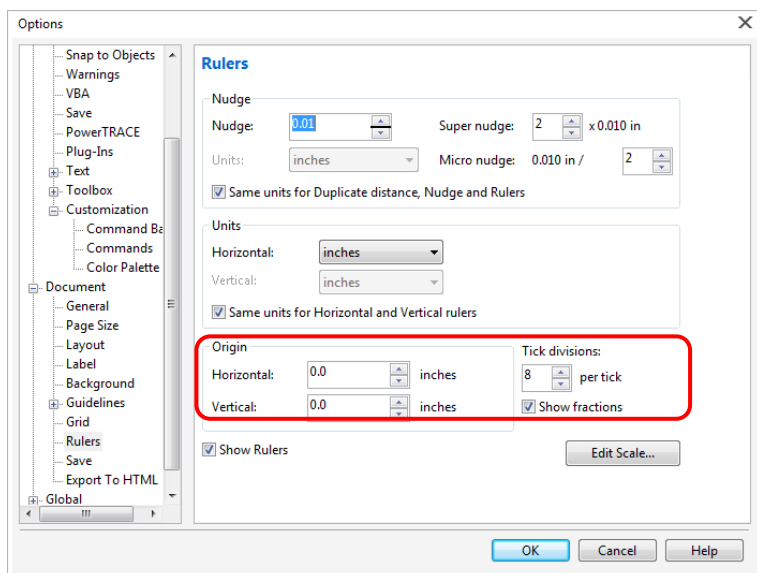 Options
Snap to Objects
Warnings
VBA
Save
PowerTRACE
Plug-Ins
Text
Toolbox
Customization
Command Ba
Commands
Color Palette
Document
General
Page Size
Layout
Label
Background
Guidelines
Grid
Rulers
Save
Export To HTML
Global
Rulers
Nudge
Nudge: 0.01 Super nudge: 2 x 0.010 in
Units: inches Micro nudge: 0.010 in / 2
Same units for Duplicate distance, Nudge and Rulers
Units
Horizontal: inches
Vertical: inches
Same units for Horizontal and Vertical rulers
Origin Tick divisions:
Horizontal: 0.0 inches 8 per tick
Vertical: 0.0 inches Show fractions
Show Rulers Edit Scale...
OK Cancel Help